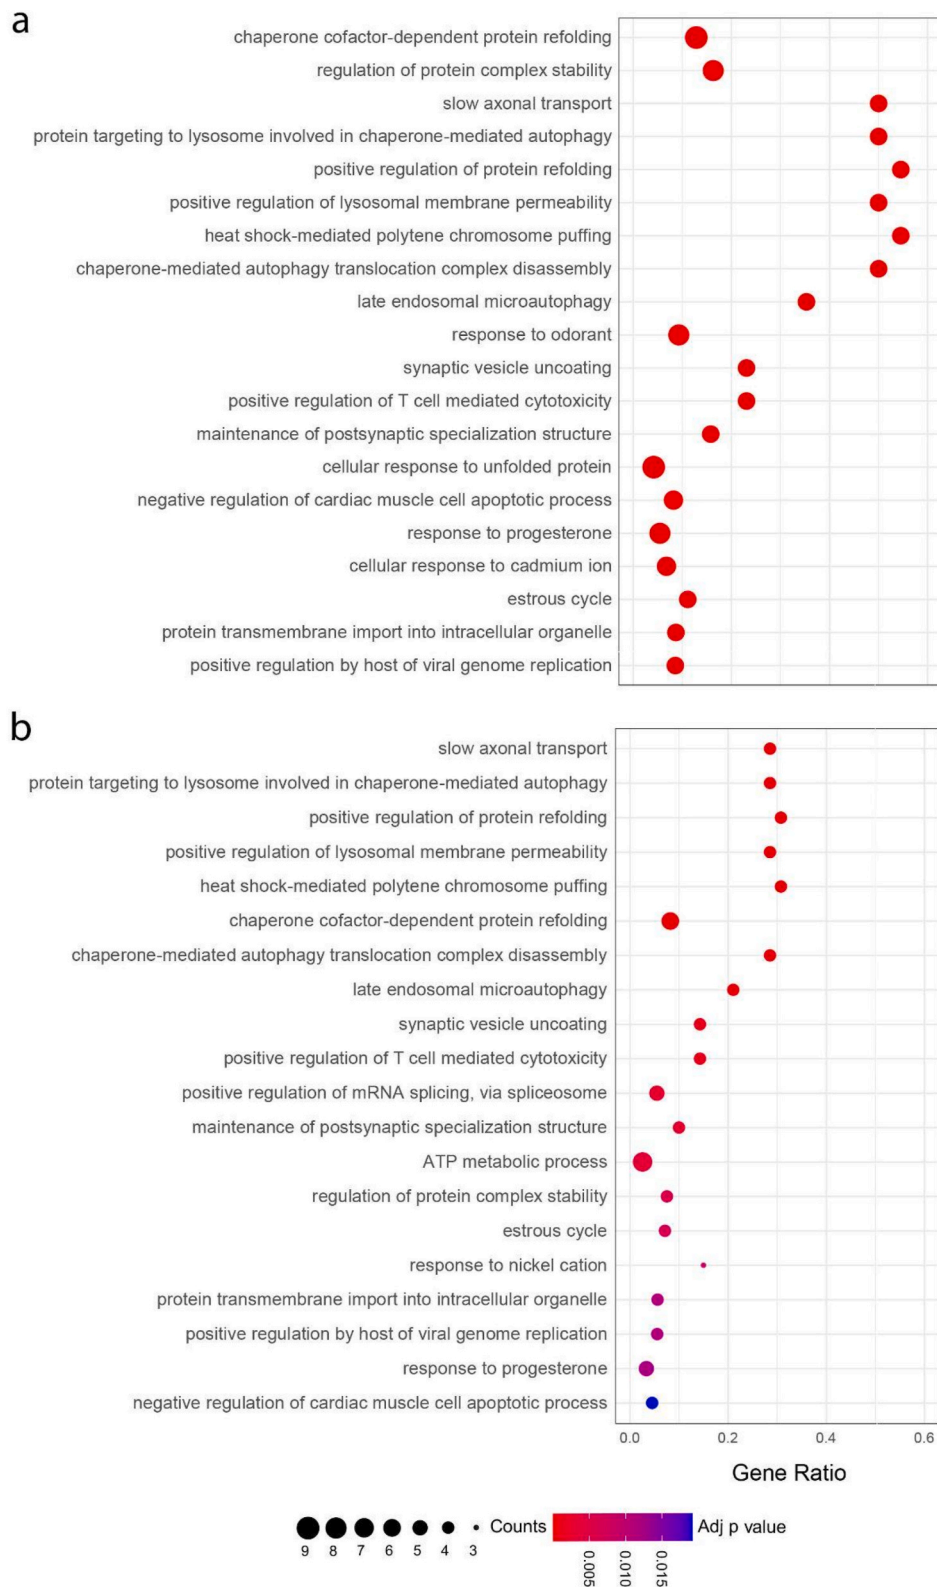 a
chaperone cofactor-dependent protein refolding
regulation of protein complex stability
slow axonal transport
protein targeting to lysosome involved in chaperone-mediated autophagy
positive regulation of protein refolding
positive regulation of lysosomal membrane permeability
heat shock-mediated polytene chromosome puffing
chaperone-mediated autophagy translocation complex disassembly
late endosomal microautophagy
response to odorant
synaptic vesicle uncoating
positive regulation of T cell mediated cytotoxicity
maintenance of postsynaptic specialization structure
cellular response to unfolded protein
negative regulation of cardiac muscle cell apoptotic process
response to progesterone
cellular response to cadmium ion
estrous cycle
protein transmembrane import into intracellular organelle
positive regulation by host of viral genome replication
b
slow axonal transport
protein targeting to lysosome involved in chaperone-mediated autophagy
positive regulation of protein refolding
positive regulation of lysosomal membrane permeability
heat shock-mediated polytene chromosome puffing
chaperone cofactor-dependent protein refolding
chaperone-mediated autophagy translocation complex disassembly
late endosomal microautophagy
synaptic vesicle uncoating
positive regulation of T cell mediated cytotoxicity
positive regulation of mRNA splicing, via spliceosome
maintenance of postsynaptic specialization structure
ATP metabolic process
regulation of protein complex stability
estrous cycle
response to nickel cation
protein transmembrane import into intracellular organelle
positive regulation by host of viral genome replication
response to progesterone
negative regulation of cardiac muscle cell apoptotic process
0.0 0.2 0.4 0.6
Gene Ratio
Counts Adj p value
9 8 7 6 5 4 3
0.005 0.010 0.015